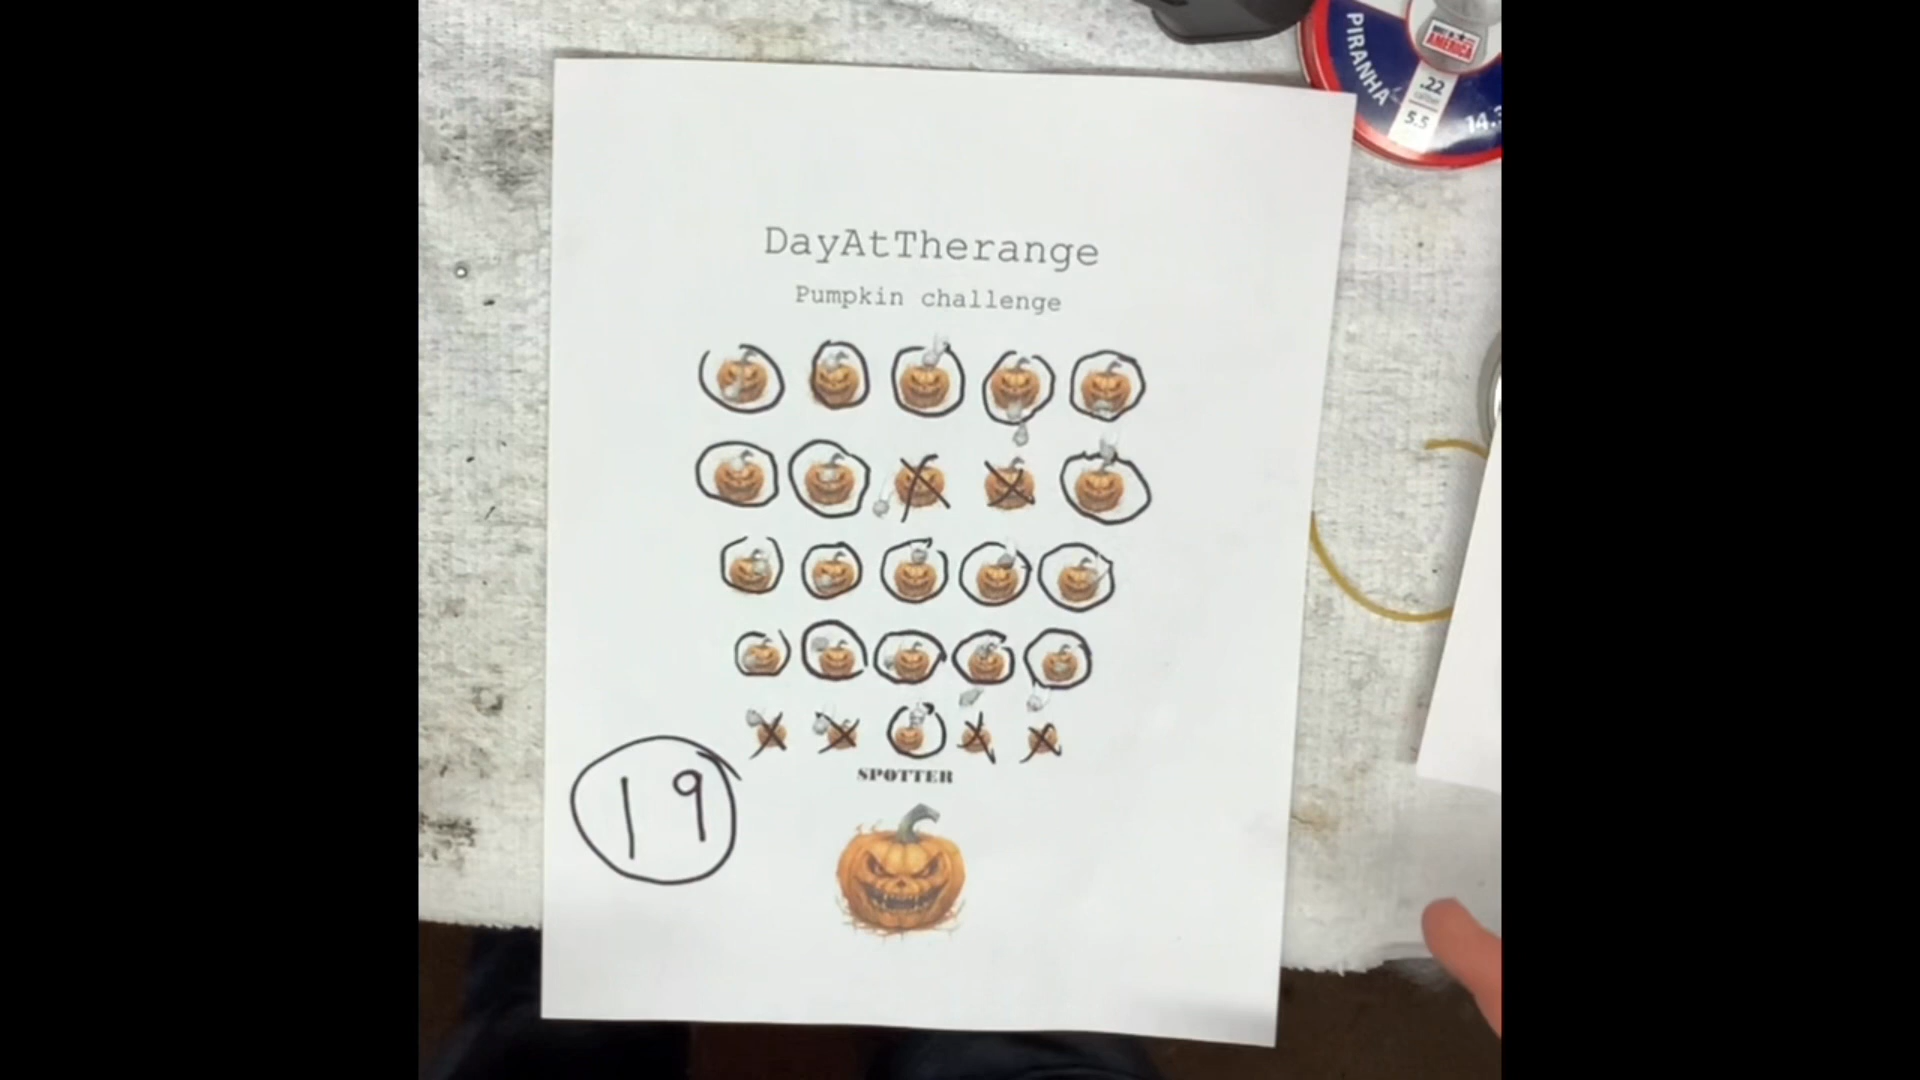 PIRANHA
AMERICA
.22
5.5
DayAtTherange
Pumpkin challenge
SPOTTER
19